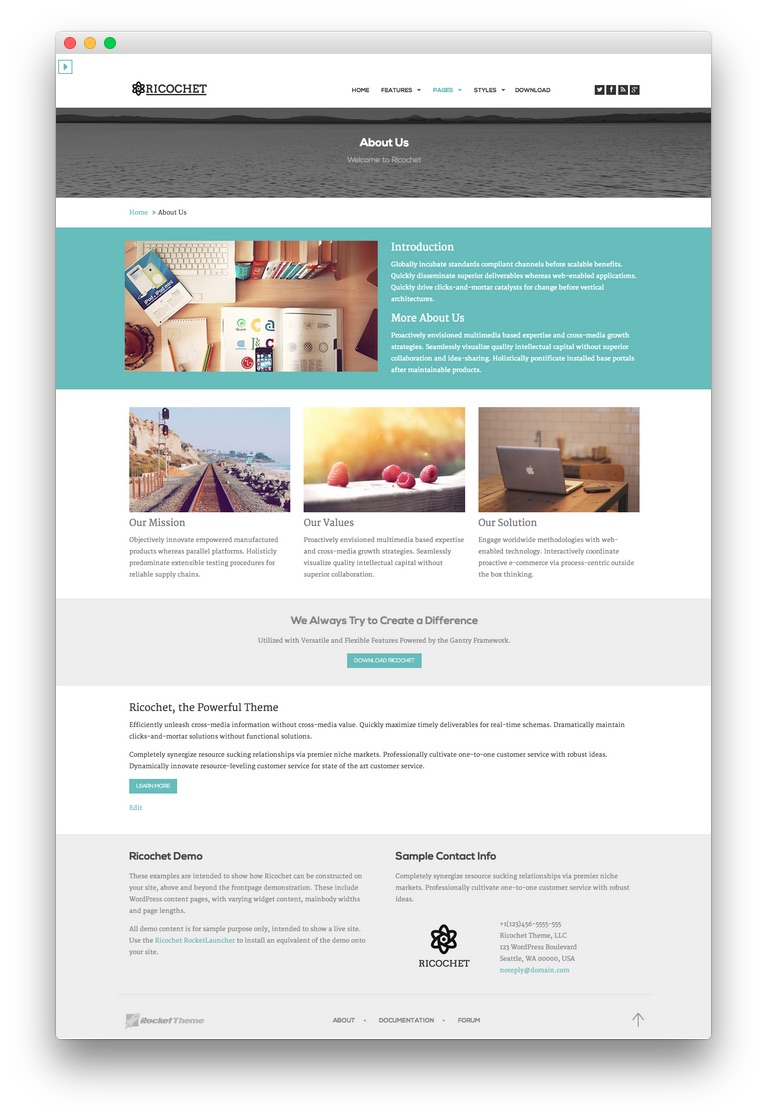 RICOCHET
HOME FEATURES PAGES STYLES DOWNLOAD
About Us
Welcome to Ricochet
Home » About Us
Introduction
Globally incubate standards compliant channels before scalable benefits.
Quickly disseminate superior deliverables whereas web-enabled applications.
Quickly drive clicks-and-mortar catalysts for change before vertical
architectures.
More About Us
Proactively envisioned multimedia based expertise and cross-media growth
strategies. Seamlessly visualize quality intellectual capital without superior
collaboration and idea-sharing. Holistically pontificate installed base portals
after maintainable products.
Our Mission
Objectively innovate empowered manufactured
products whereas parallel platforms. Holisticly
predominate extensible testing procedures for
reliable supply chains.
Our Values
Proactively envisioned multimedia based expertise
and cross-media growth strategies. Seamlessly
visualize quality intellectual capital without
superior collaboration.
Our Solution
Engage worldwide methodologies with web-
enabled technology. Interactively coordinate
proactive e-commerce via process-centric outside
the box thinking.
We Always Try to Create a Difference
Utilized with Versatile and Flexible Features Powered by the Gantry Framework.
DOWNLOAD RICOCHET
Ricochet, the Powerful Theme
Efficiently unleash cross-media information without cross-media value. Quickly maximize timely deliverables for real-time schemas. Dramatically maintain
clicks-and-mortar solutions without functional solutions.
Completely synergize resource sucking relationships via premier niche markets. Professionally cultivate one-to-one customer service with robust ideas.
Dynamically innovate resource-leveling customer service for state of the art customer service.
LEARN MORE
Edit
Ricochet Demo
These examples are intended to show how Ricochet can be constructed on
your site, above and beyond the frontpage demonstration. These include
WordPress content pages, with varying widget content, mainbody widths
and page lengths.
All demo content is for sample purpose only, intended to show a live site.
Use the Ricochet RocketLauncher to install an equivalent of the demo onto
your site.
Sample Contact Info
Completely synergize resource sucking relationships via premier niche
markets. Professionally cultivate one-to-one customer service with robust
ideas.
RICOCHET
+1(123)456-5555-555
Ricochet Theme, LLC
123 WordPress Boulevard
Seattle, WA 00000, USA
noreply@domain.com
RocketTheme
ABOUT • DOCUMENTATION • FORUM